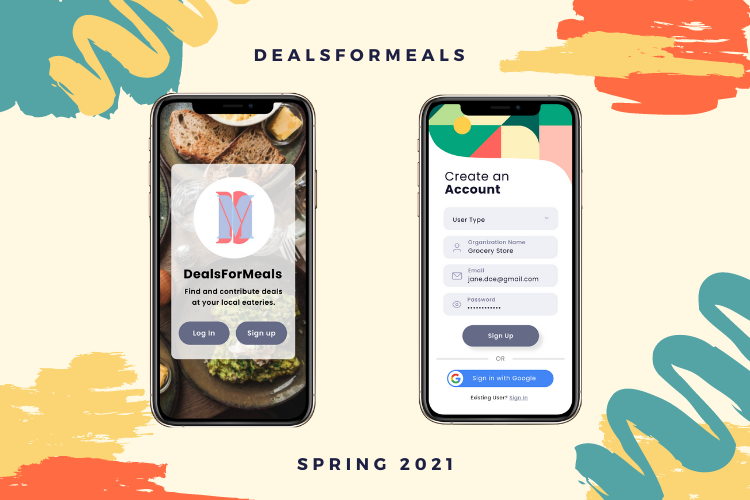 DEALSFORMEALS
DealsForMeals
Find and contribute deals
at your local eateries.
Log In
Sign up
Create an
Account
User Type
Organization Name
Grocery Store
Email
jane.doe@gmail.com
Password
••••••••••••
Sign Up
OR
Sign in with Google
Existing User? Sign In
SPRING 2021